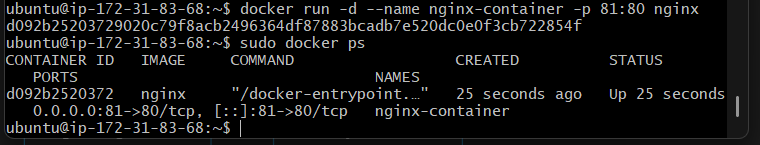 ubuntu@ip-172-31-83-68:~$ docker run -d --name nginx-container -p 81:80 nginx
d092b25203729020c79f8acb2496364df87883bcadb7e520dc0e0f3cb722854f
ubuntu@ip-172-31-83-68:~$ sudo docker ps
CONTAINER ID   IMAGE     COMMAND                  CREATED          STATUS
   PORTS                                 NAMES
d092b2520372   nginx     "/docker-entrypoint.…"   25 seconds ago   Up 25 seconds
   0.0.0.0:81->80/tcp, [::]:81->80/tcp   nginx-container
ubuntu@ip-172-31-83-68:~$